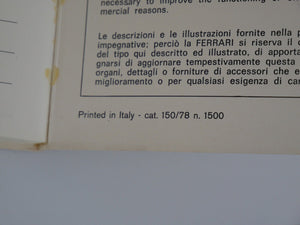 necessary to improve the functioning of
mercial reasons.
Le descrizioni e le illustrazioni fornite nella
impegnative; perciò la FERRARI si riserva il
del tipo qui descritto ed illustrato, di apporta
gnarsi di aggiornare tempestivamente questa
organi, dettagli o forniture di accessori che e
miglioramento o per qualsiasi esigenza di ca
Printed in Italy - cat. 150/78 n. 1500